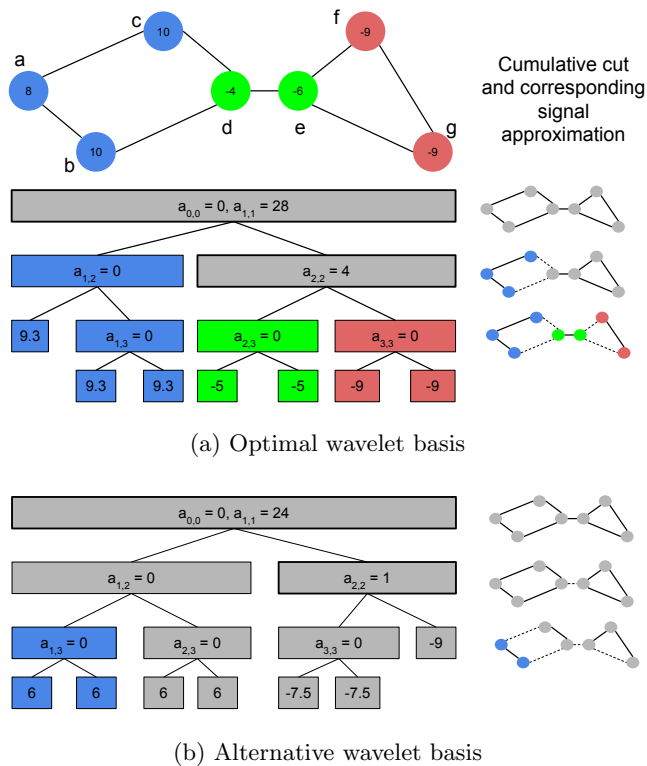 c
f
a
10
-9
8
-4
-6
10
-9
b
d
e
g
Cumulative cut
and corresponding
signal
approximation
a0,0 = 0, a1,1 = 28
a1,2 = 0
a2,2 = 4
9.3
a1,3 = 0
a2,3 = 0
a3,3 = 0
9.3
9.3
-5
-5
-9
-9
(a) Optimal wavelet basis
a0,0 = 0, a1,1 = 24
a1,2 = 0
a2,2 = 1
a1,3 = 0
a2,3 = 0
a3,3 = 0
-9
6
6
6
6
-7.5
-7.5
(b) Alternative wavelet basis